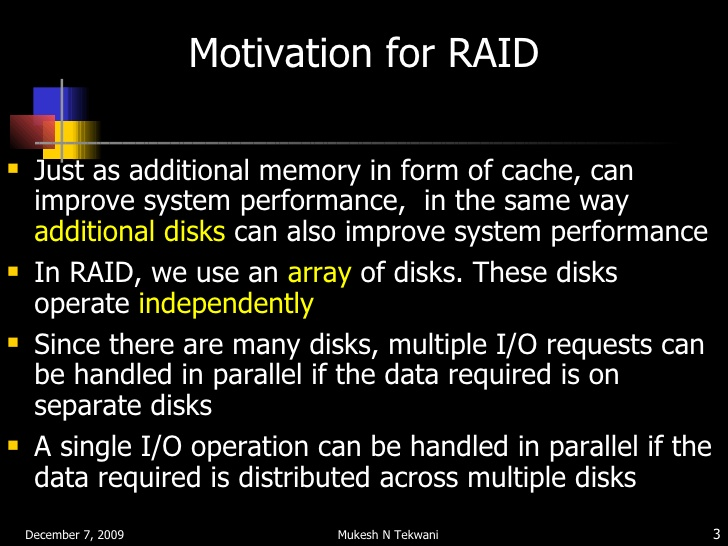 Motivation for RAID
Just as additional memory in form of cache, can
improve system performance,  in the same way
additional disks can also improve system performance
In RAID, we use an array of disks. These disks
operate independently
Since there are many disks, multiple I/O requests can
be handled in parallel if the data required is on
separate disks
A single I/O operation can be handled in parallel if the
data required is distributed across multiple disks
December 7, 2009
Mukesh N Tekwani
3